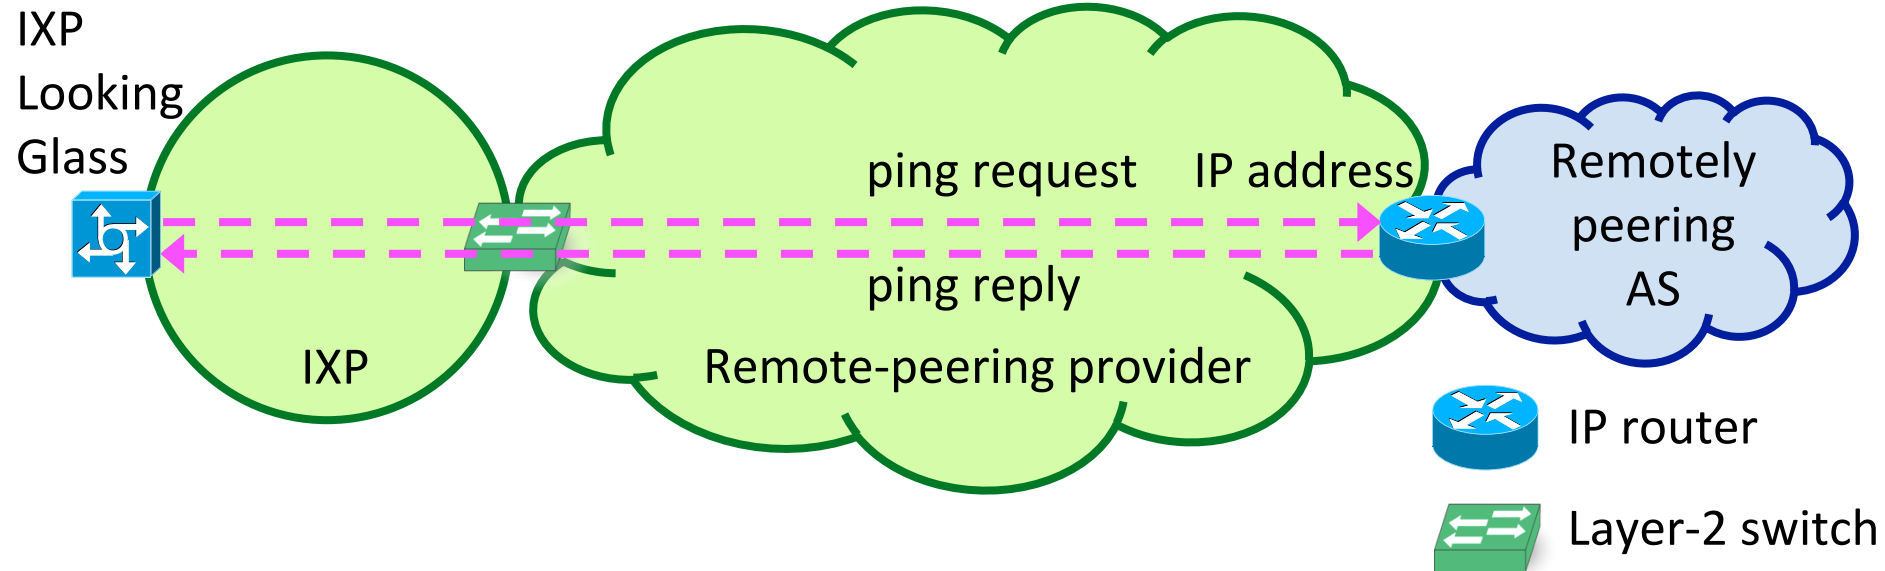 IXP
Looking
Glass
ping request
IP address
ping reply
IXP
Remote-peering provider
Remotely
peering
AS
IP router
Layer-2 switch